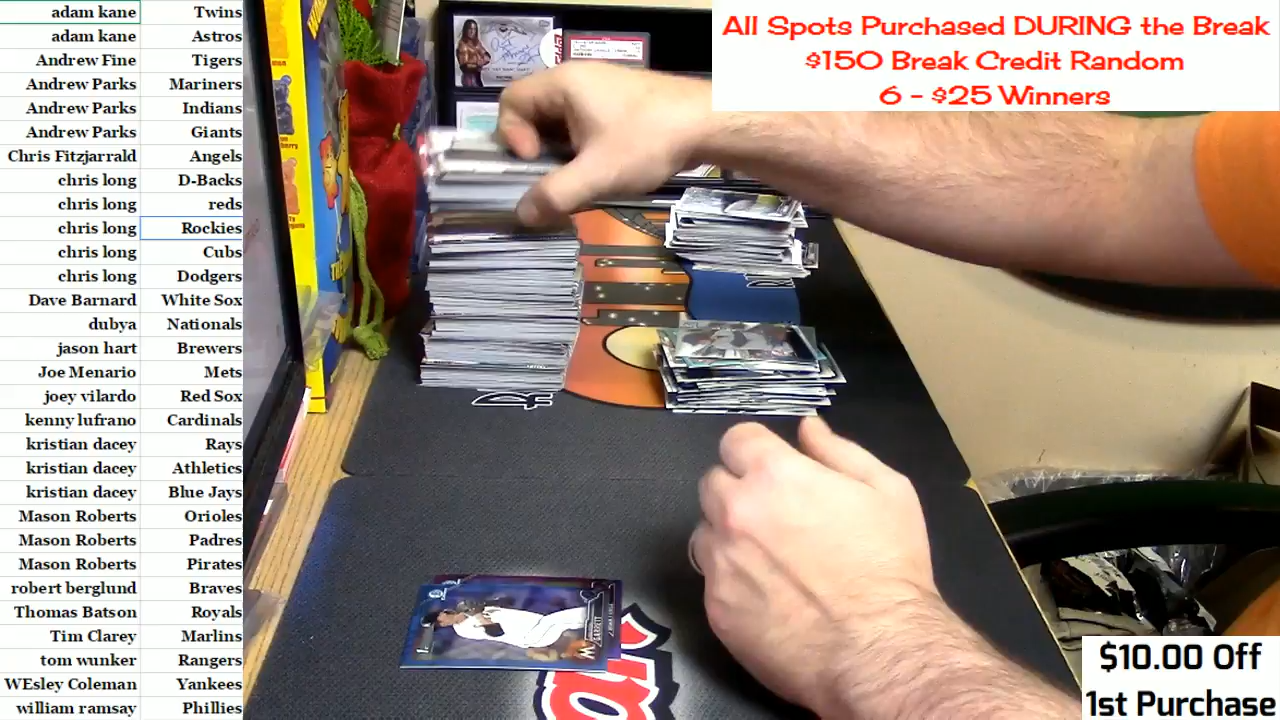 adam kane Twins
adam kane Astros
Andrew Fine Tigers
Andrew Parks Mariners
Andrew Parks Indians
Andrew Parks Giants
Chris Fitzjarrald Angels
chris long D-Backs
chris long reds
chris long Rockies
chris long Cubs
chris long Dodgers
Dave Barnard White Sox
dubya Nationals
jason hart Brewers
Joe Menario Mets
joey vilardo Red Sox
kenny lufrano Cardinals
kristian dacey Rays
kristian dacey Athletics
kristian dacey Blue Jays
Mason Roberts Orioles
Mason Roberts Padres
Mason Roberts Pirates
robert berglund Braves
Thomas Batson Royals
Tim Clarey Marlins
tom wunker Rangers
WEsley Coleman Yankees
william ramsay Phillies
All Spots Purchased DURING the Break
$150 Break Credit Random
6 - $25 Winners
GARRETT
$10.00 Off
1st Purchase